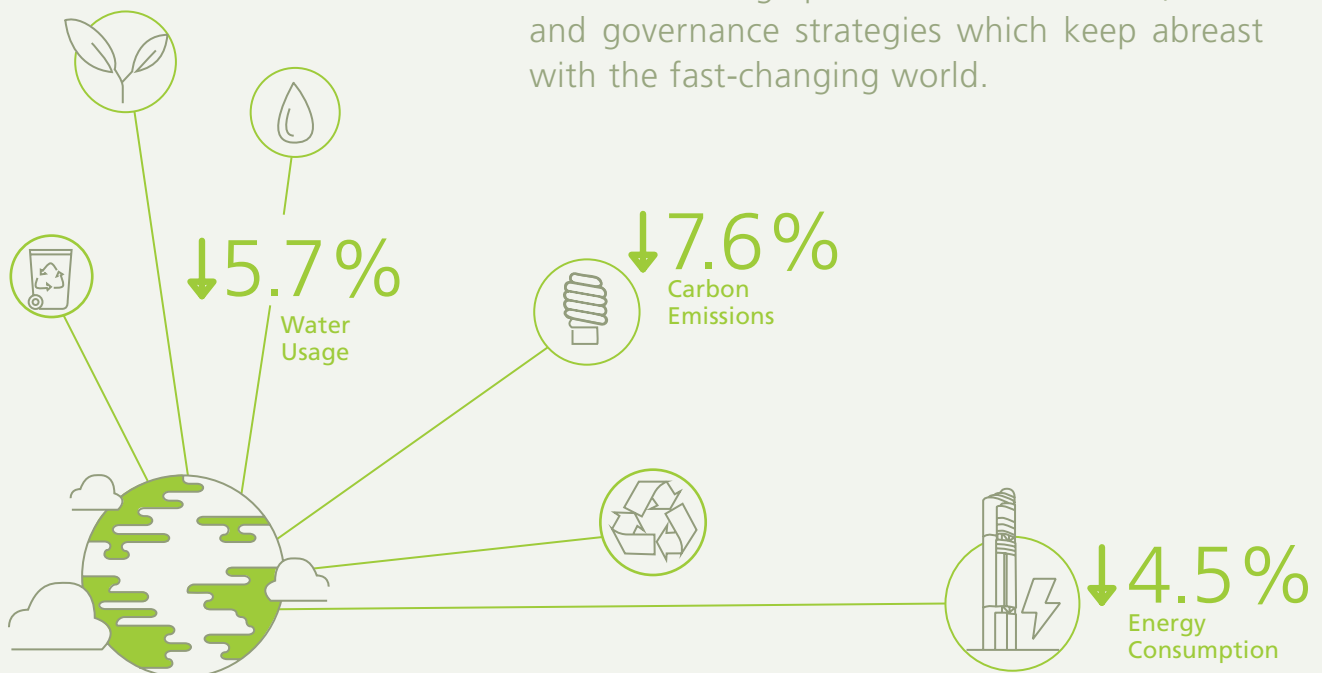 and governance strategies which keep abreast
with the fast-changing world.
↓5.7%
Water
Usage
↓7.6%
Carbon
Emissions
↓4.5%
Energy
Consumption